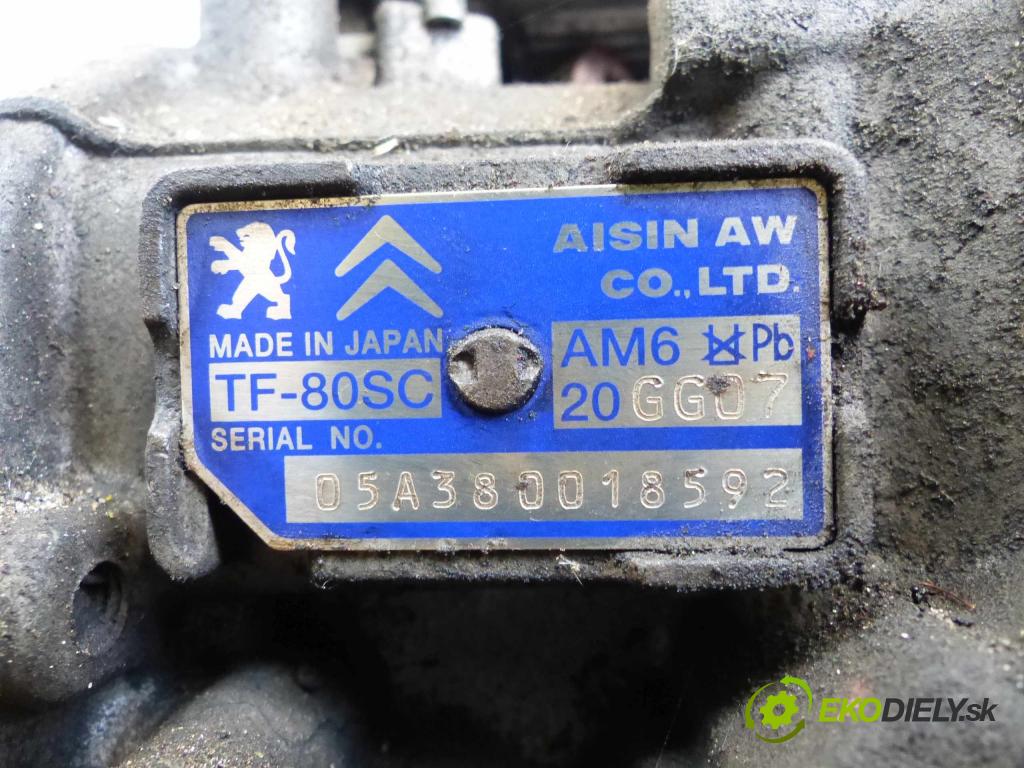 AISIN AW
CO., LTD.
MADE IN JAPAN
TF-80SC
AM6 Pb
20 GG07
SERIAL NO.
05A380018592
EKODIELY.sk